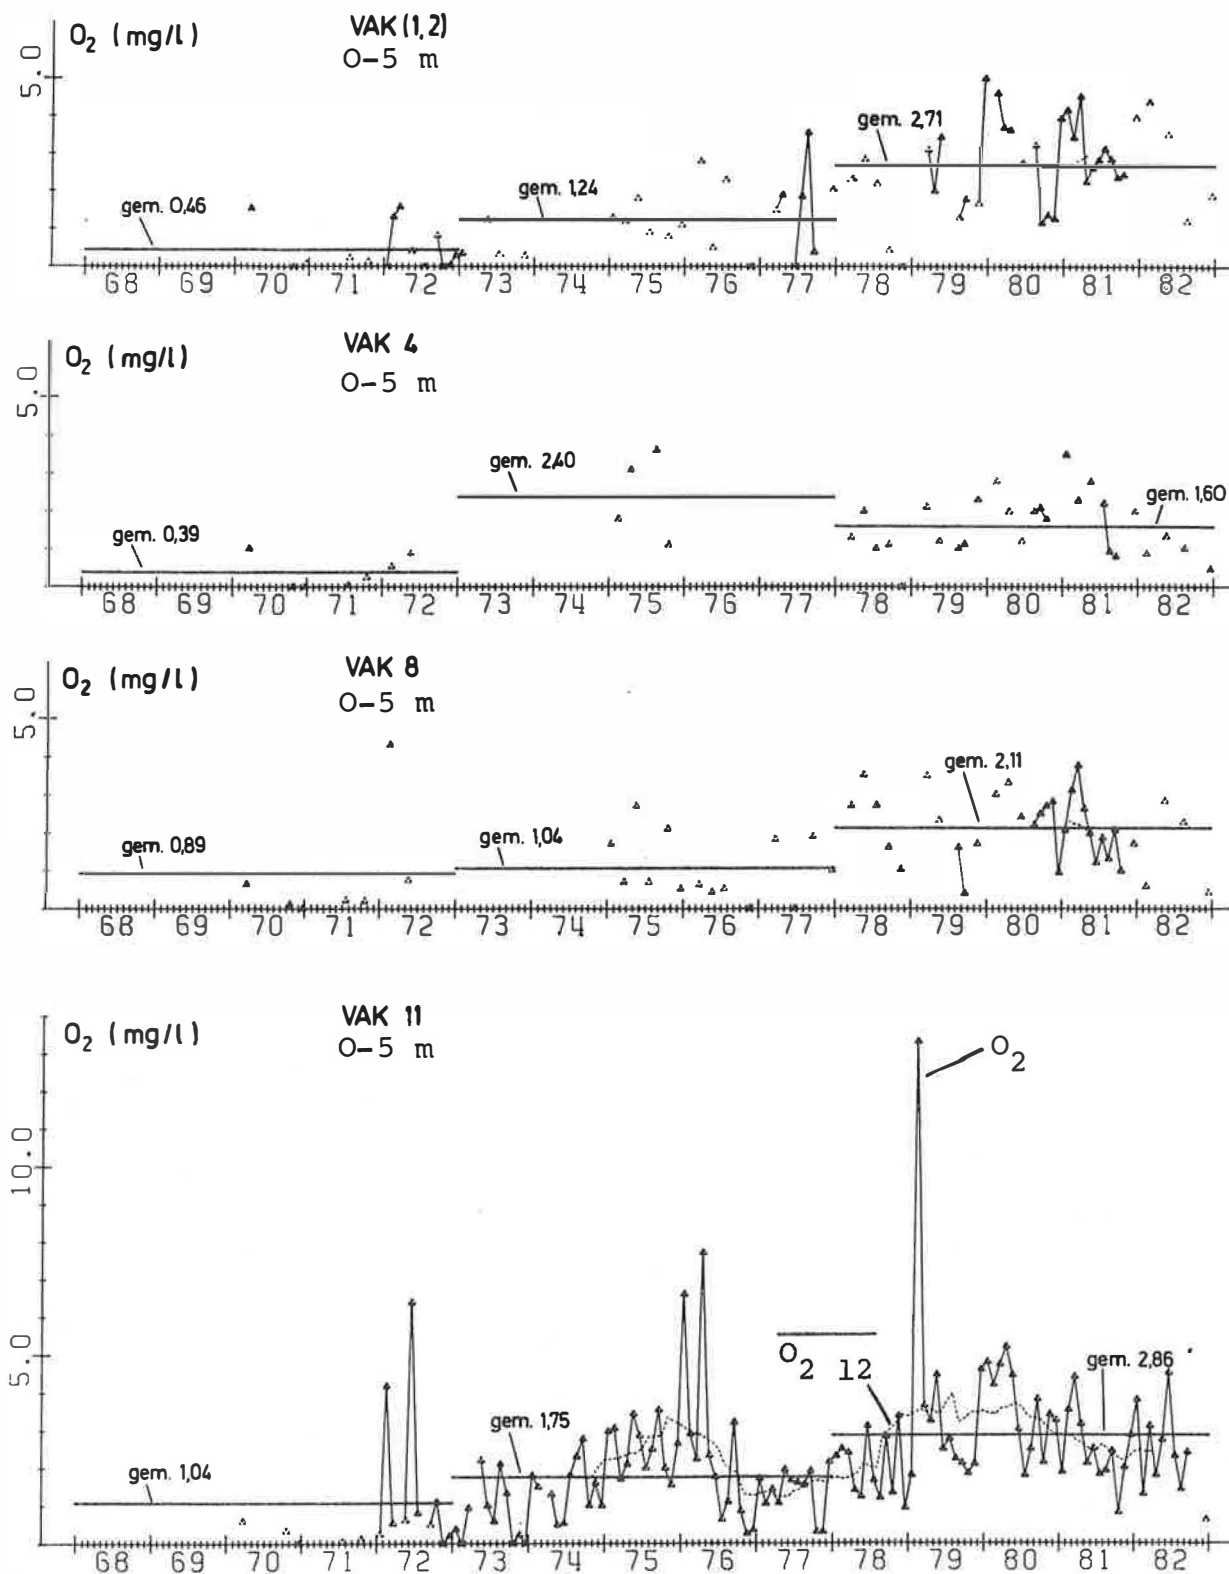 O₂ (mg/l)
VAK (1,2)
0-5 m
5.0
gem. 0,46
gem. 1,24
gem. 2,71
68 69 70 71 72 73 74 75 76 77 78 79 80 81 82
O₂ (mg/l)
VAK 4
0-5 m
5.0
gem. 0,39
gem. 2,40
gem. 1,60
68 69 70 71 72 73 74 75 76 77 78 79 80 81 82
O₂ (mg/l)
VAK 8
0-5 m
5.0
gem. 0,89
gem. 1,04
gem. 2,11
68 69 70 71 72 73 74 75 76 77 78 79 80 81 82
O₂ (mg/l)
VAK 11
0-5 m
O₂
10.0
5.0
O₂ 12
gem. 2,86
gem. 1,75
gem. 1,04
68 69 70 71 72 73 74 75 76 77 78 79 80 81 82